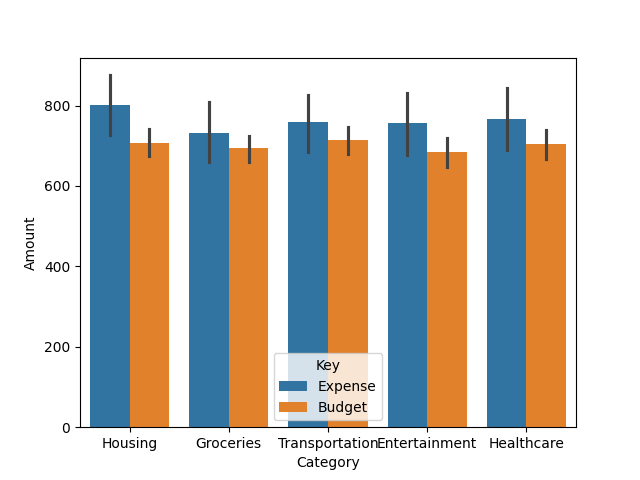 800
600
400
200
0
Amount
Key
Expense
Budget
Housing
Groceries
Transportation
Entertainment
Healthcare
Category